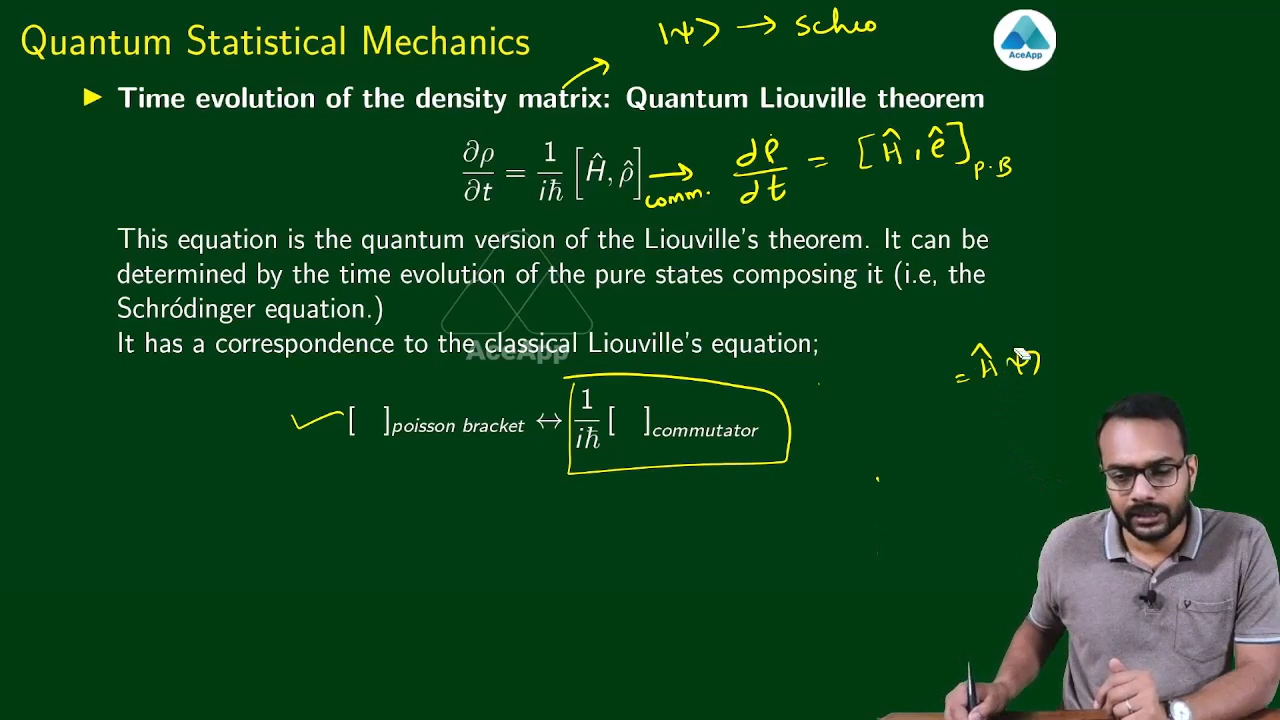 Quantum Statistical Mechanics
|ψ⟩ → Schro
AceApp
▶ Time evolution of the density matrix: Quantum Liouville theorem
∂ρ/∂t = 1/iħ [Ĥ, ρ̂] → comm. dρ/dt = [Ĥ, ρ̂]P.B
This equation is the quantum version of the Liouville's theorem. It can be
determined by the time evolution of the pure states composing it (i.e, the
Schródinger equation.)
It has a correspondence to the classical Liouville's equation;
AceApp
= Ĥ ψ⟩
✓ [ ]poisson bracket ↔ 1/iħ [ ]commutator